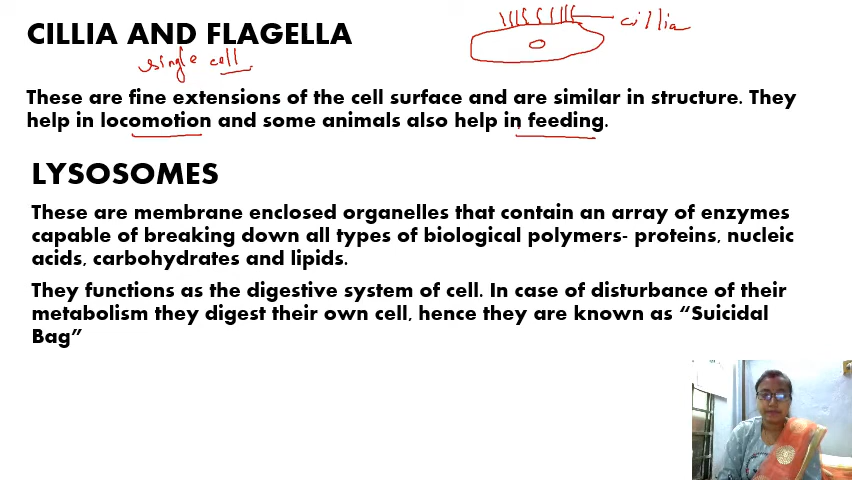 CILLIA AND FLAGELLA
cillia
single cell
These are fine extensions of the cell surface and are similar in structure. They
help in locomotion and some animals also help in feeding.
LYSOSOMES
These are membrane enclosed organelles that contain an array of enzymes
capable of breaking down all types of biological polymers- proteins, nucleic
acids, carbohydrates and lipids.
They functions as the digestive system of cell. In case of disturbance of their
metabolism they digest their own cell, hence they are known as “Suicidal
Bag”